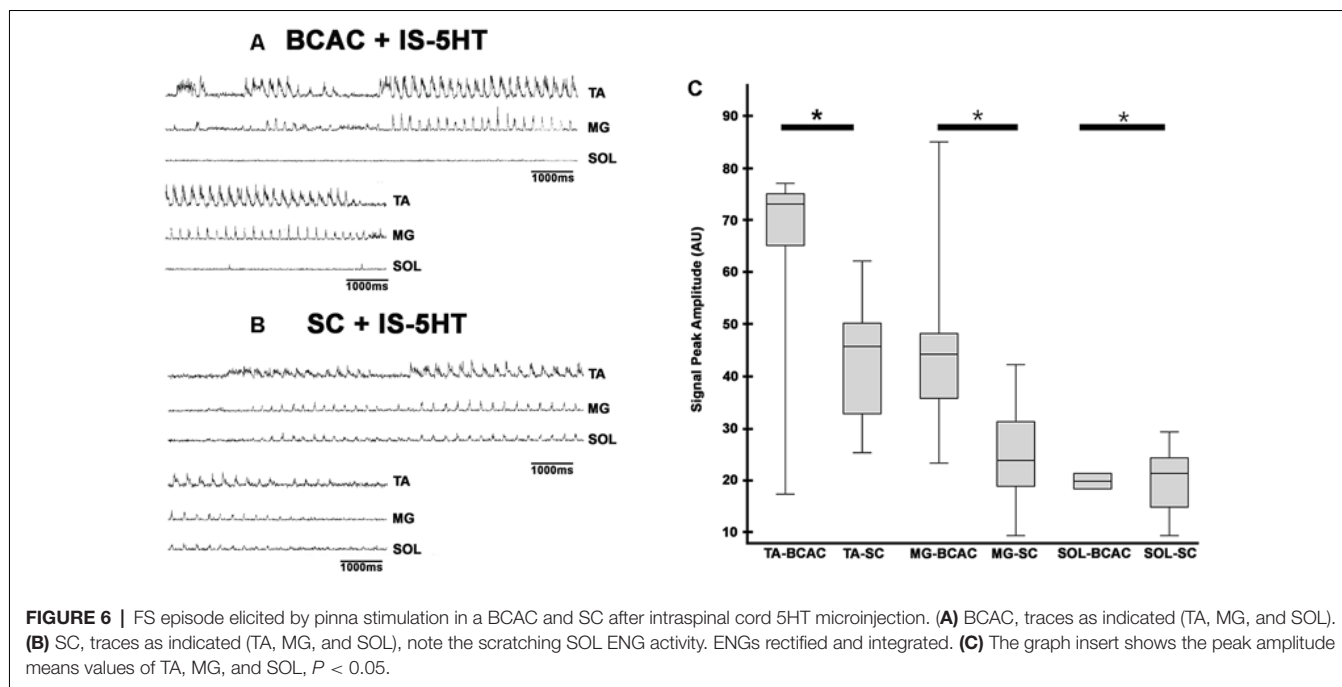 A BCAC + IS-5HT
TA
MG
SOL
1000ms
TA
MG
SOL
1000ms
B SC + IS-5HT
TA
MG
SOL
1000ms
TA
MG
SOL
1000ms
C
* * *
Signal Peak Amplitude (AU)
90
80
70
60
50
40
30
20
10
TA-BCAC TA-SC MG-BCAC MG-SC SOL-BCAC SOL-SC
FIGURE 6 | FS episode elicited by pinna stimulation in a BCAC and SC after intraspinal cord 5HT microinjection. (A) BCAC, traces as indicated (TA, MG, and SOL).
(B) SC, traces as indicated (TA, MG, and SOL), note the scratching SOL ENG activity. ENGs rectified and integrated. (C) The graph insert shows the peak amplitude
means values of TA, MG, and SOL, P < 0.05.